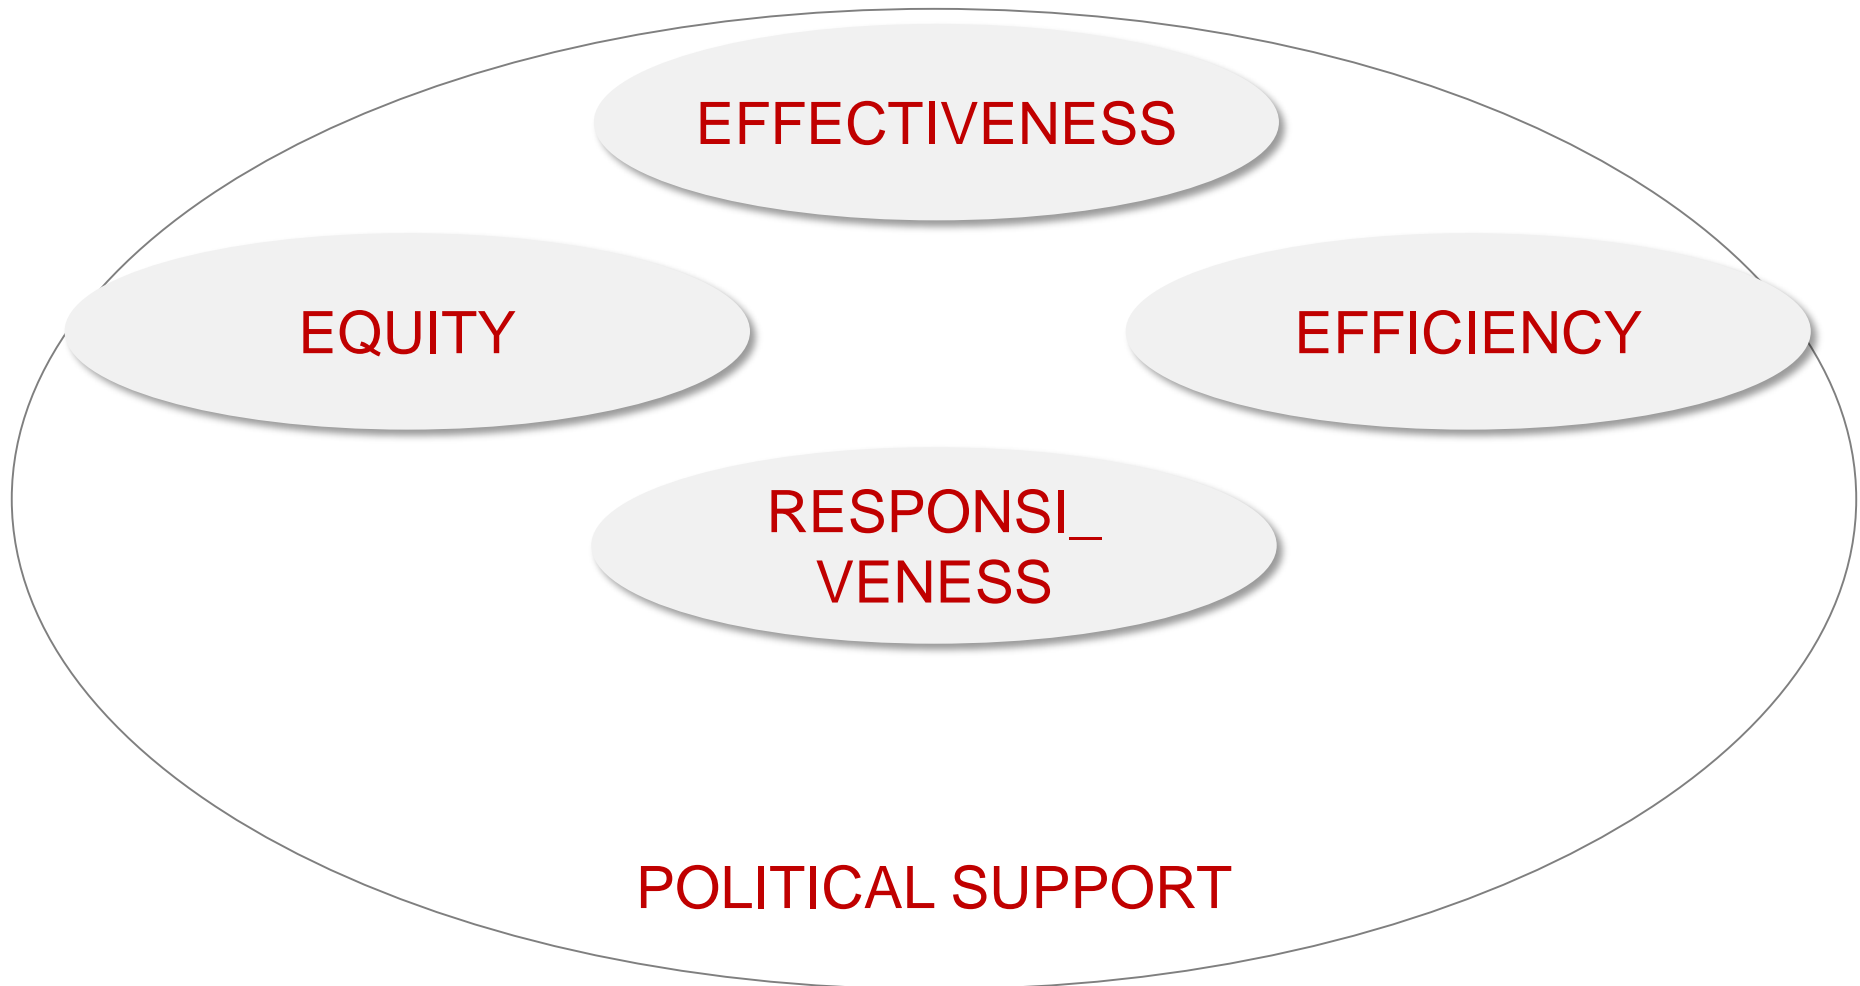 EFFECTIVENESS
EQUITY
EFFICIENCY
RESPONSI_
VENESS
POLITICAL SUPPORT